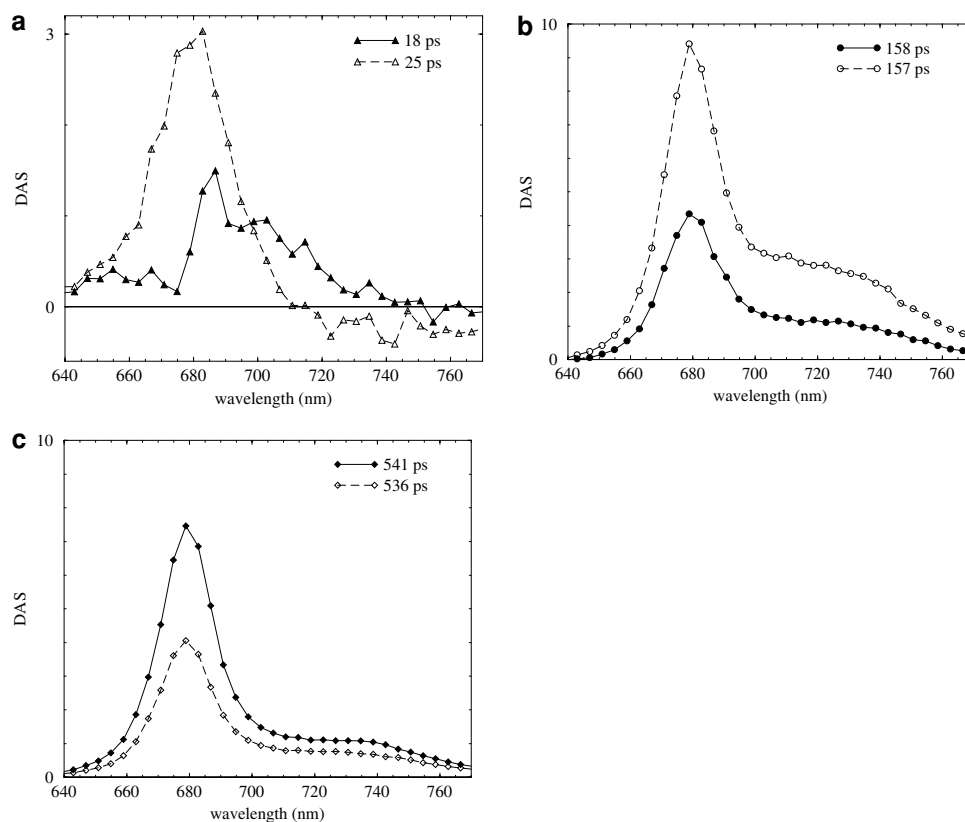 a
3
18 ps
25 ps
DAS
0
640 660 680 700 720 740 760
wavelength (nm)
b
10
158 ps
157 ps
DAS
0
640 660 680 700 720 740 760
wavelength (nm)
c
10
541 ps
536 ps
DAS
0
640 660 680 700 720 740 760
wavelength (nm)